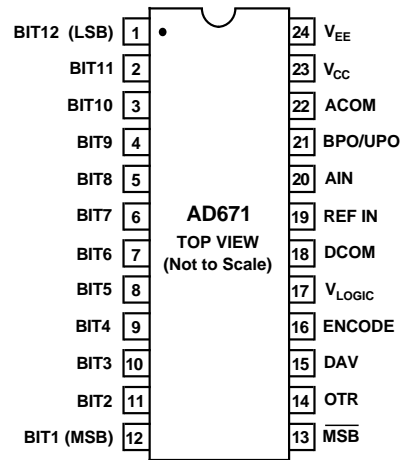 BIT12 (LSB) 1 24 VEE
BIT11 2 23 VCC
BIT10 3 22 ACOM
BIT9 4 21 BPO/UPO
BIT8 5 20 AIN
BIT7 6 AD671 19 REF IN
BIT6 7 TOP VIEW 18 DCOM
(Not to Scale)
BIT5 8 17 VLOGIC
BIT4 9 16 ENCODE
BIT3 10 15 DAV
BIT2 11 14 OTR
BIT1 (MSB) 12 13 MSB